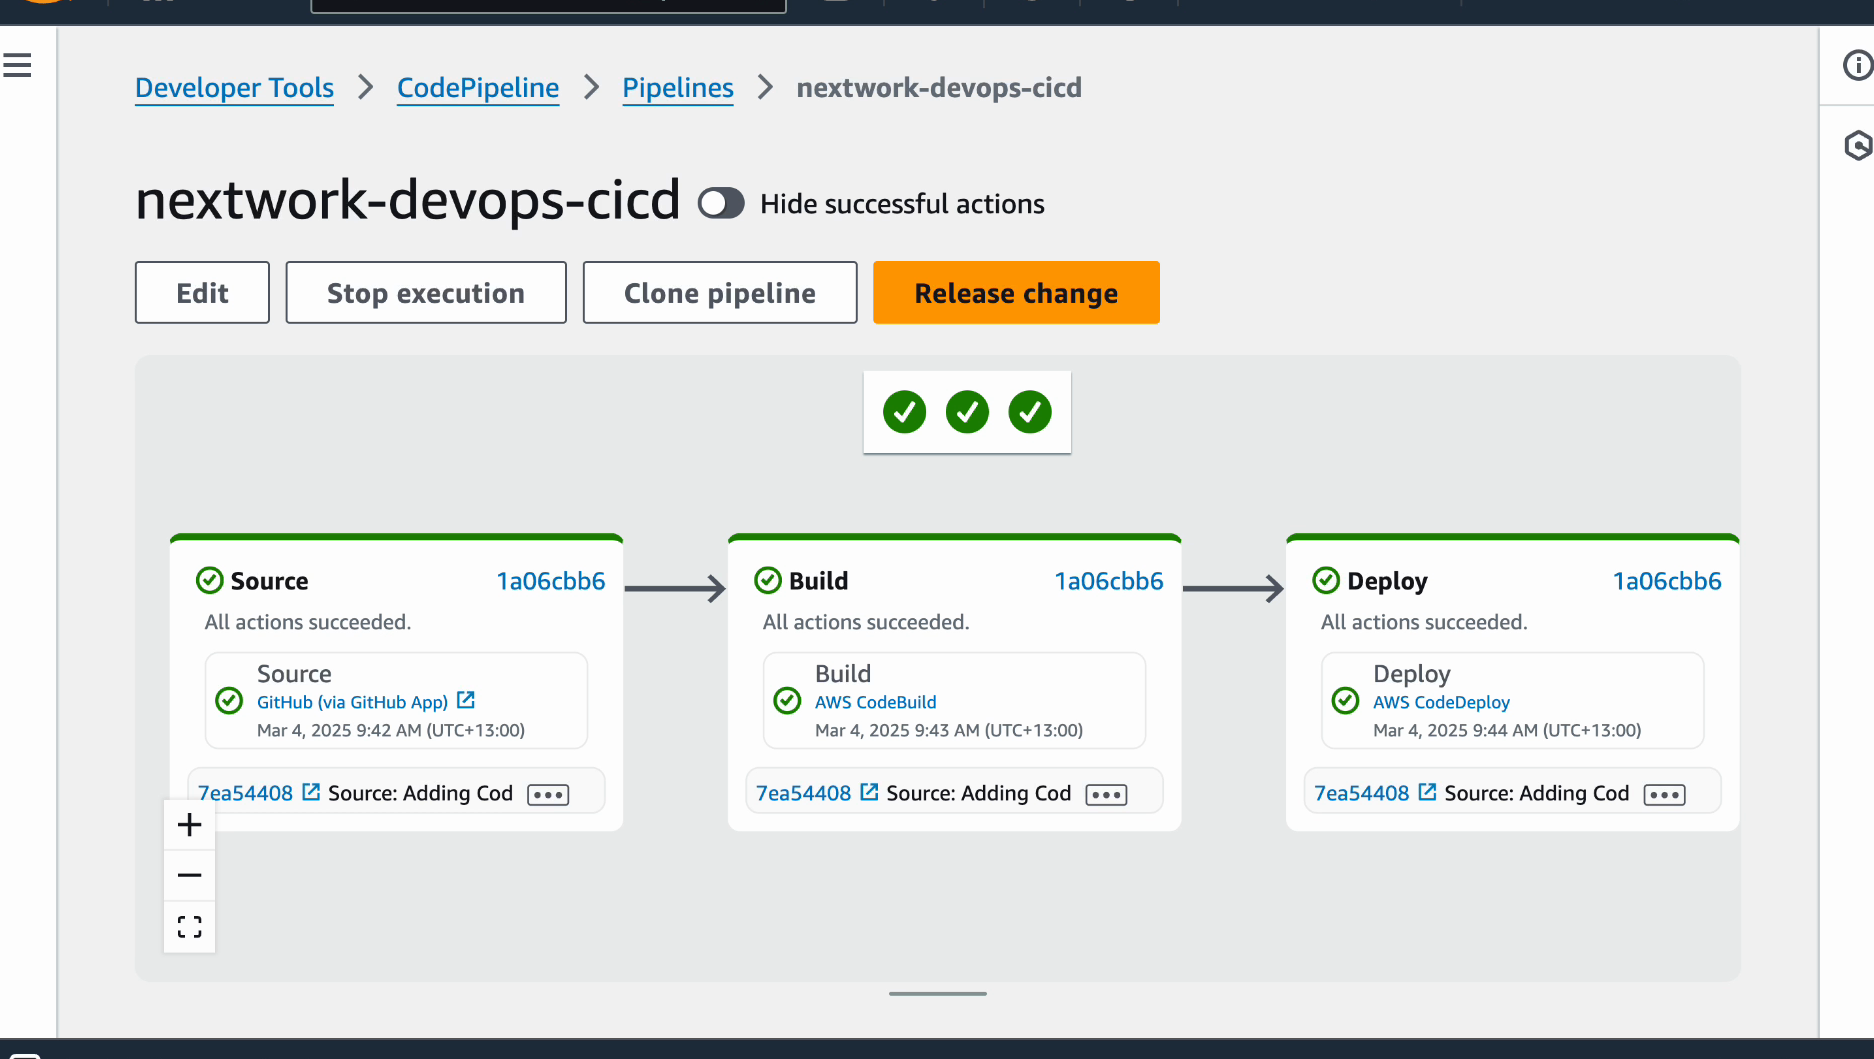 Developer Tools > CodePipeline > Pipelines > nextwork-devops-cicd
nextwork-devops-cicd Hide successful actions
Edit Stop execution Clone pipeline Release change
Source 1a06cbb6
All actions succeeded.
Source
GitHub (via GitHub App)
Mar 4, 2025 9:42 AM (UTC+13:00)
7ea54408 Source: Adding Cod
Build 1a06cbb6
All actions succeeded.
Build
AWS CodeBuild
Mar 4, 2025 9:43 AM (UTC+13:00)
7ea54408 Source: Adding Cod
Deploy 1a06cbb6
All actions succeeded.
Deploy
AWS CodeDeploy
Mar 4, 2025 9:44 AM (UTC+13:00)
7ea54408 Source: Adding Cod